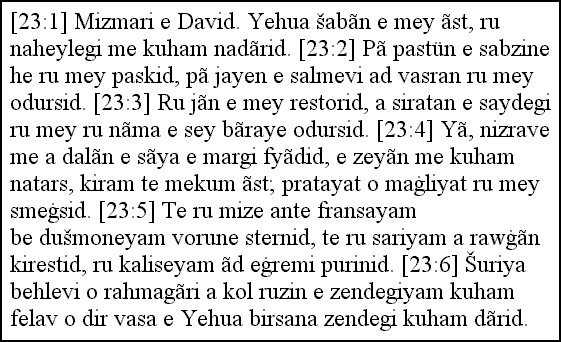 [23:1] Mizmari e David. Yehua šabãn e mey ãst, ru
naheylegi me kuham nadãrid. [23:2] Pã pastün e sabzine
he ru mey paskid, pã jayen e salmevi ad vasran ru mey
odursid. [23:3] Ru jãn e mey restorid, a siratan e saydegi
ru mey ru nãma e sey bãraye odursid. [23:4] Yã, nizrave
me a dalãn e sãya e margi fyãdid, e zeyãn me kuham
natars, kiram te mekum ãst; pratayat o maġliyat ru mey
smeġsid. [23:5] Te ru mize ante fransayam
be dušmoneyam vorune sternid, te ru sariyam a rawġãn
kirestid, ru kaliseyam ãd eġremi purinid. [23:6] Šuriya
behlevi o rahmagãri a kol ruzin e zendegiyam kuham
felav o dir vasa e Yehua birsana zendegi kuham dãrid.